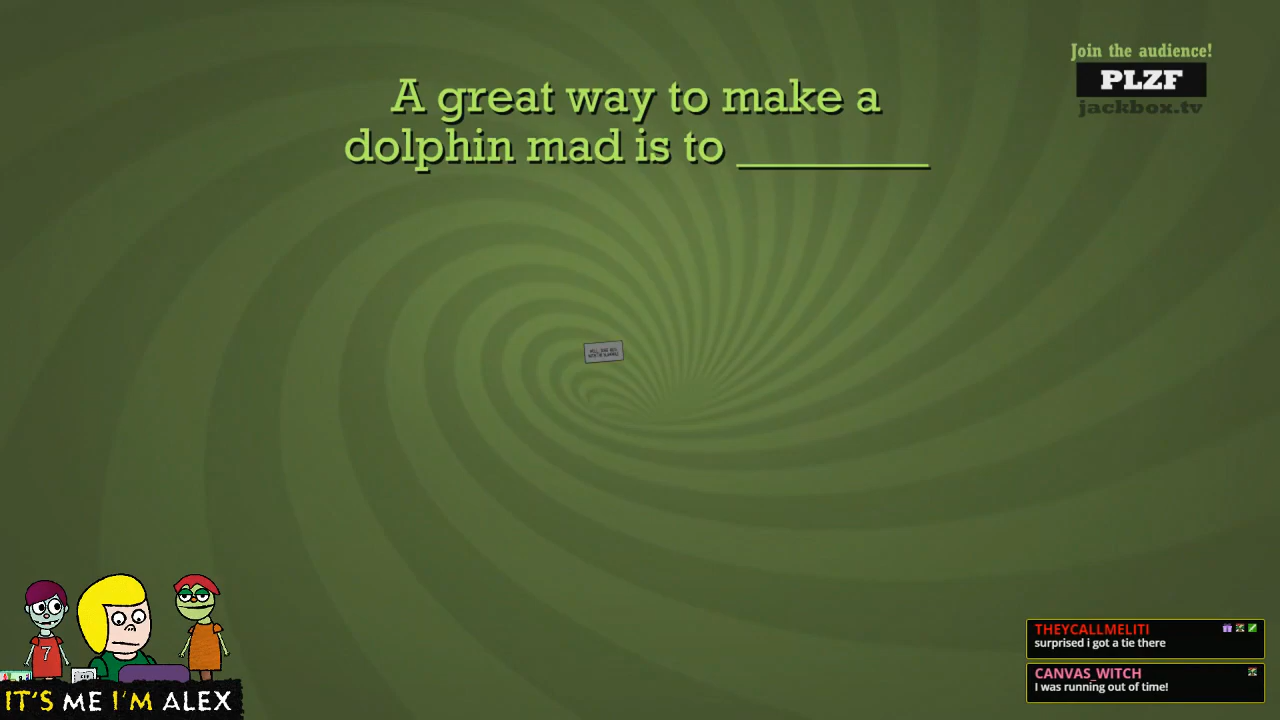 Join the audience!
PLZF
jackbox.tv
A great way to make a
dolphin mad is to ________
THEYCALLMELITI
surprised i got a tie there
CANVAS_WITCH
I was running out of time!
7
IT'S ME I'M ALEX